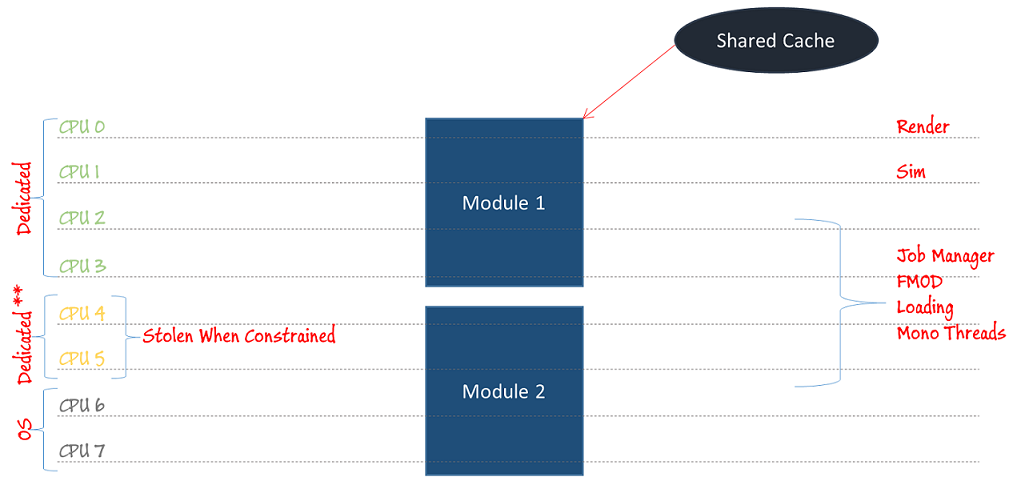 Shared Cache
Dedicated
CPU 0
Render
CPU 1
Sim
CPU 2
Module 1
CPU 3
Job Manager
FMOD
Loading
Mono Threads
Dedicated **
CPU 4
Stolen When Constrained
CPU 5
Module 2
OS
CPU 6
CPU 7